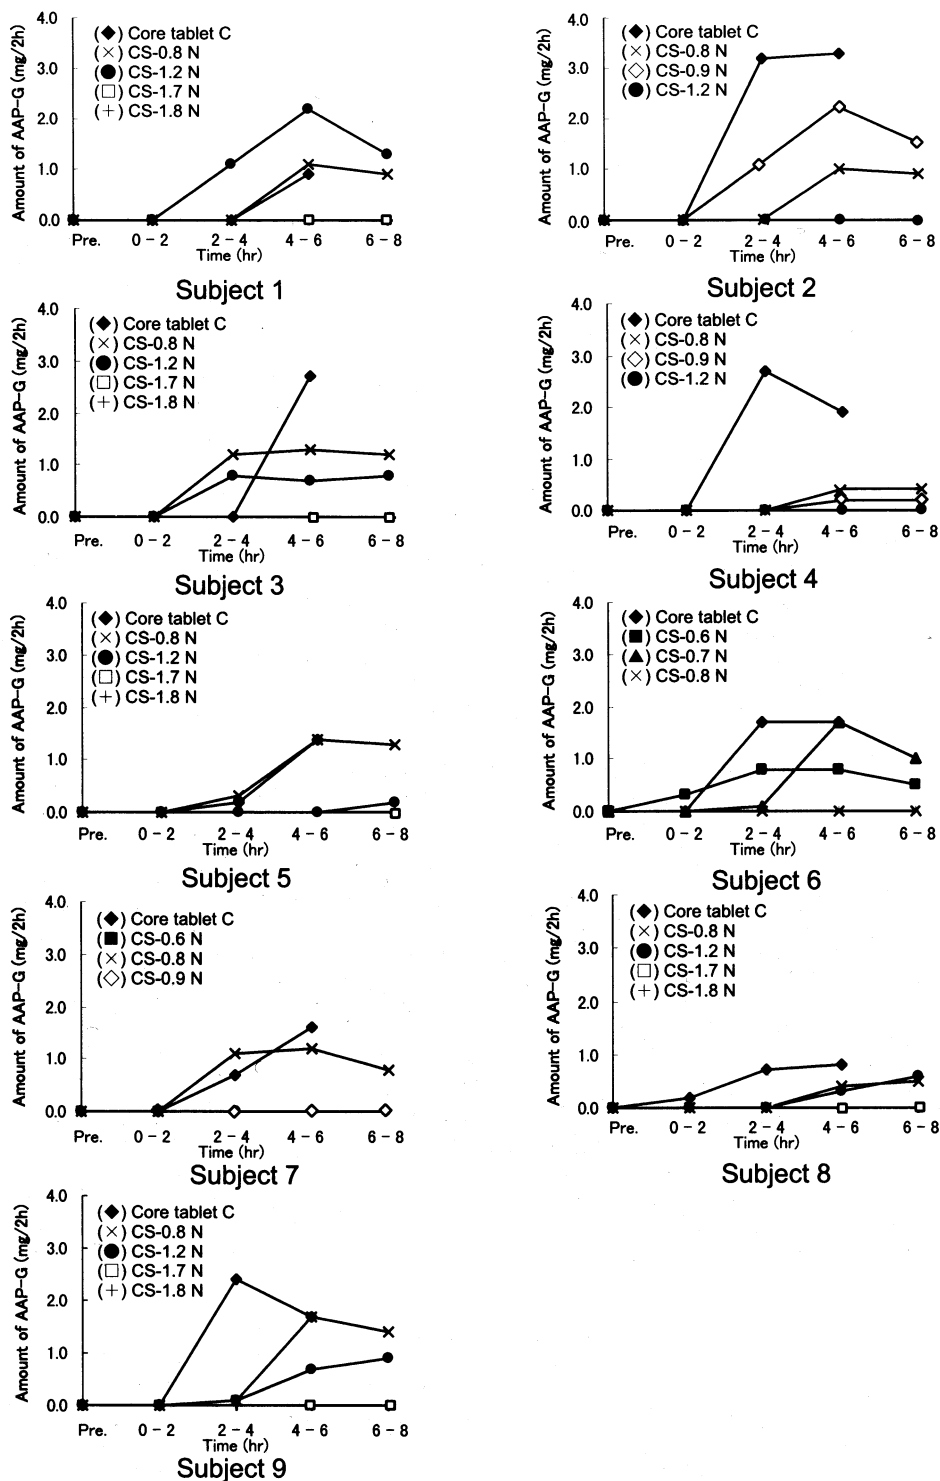 Amount of AAP-G (mg/2h)
4.0
3.0
2.0
1.0
0.0
(◆) Core tablet C
(×) CS-0.8 N
(●) CS-1.2 N
(□) CS-1.7 N
(+) CS-1.8 N
Pre. 0 – 2 2 – 4 4 – 6 6 – 8
Time (hr)
Subject 1
Amount of AAP-G (mg/2h)
4.0
3.0
2.0
1.0
0.0
(◆) Core tablet C
(×) CS-0.8 N
(◇) CS-0.9 N
(●) CS-1.2 N
Pre. 0 – 2 2 – 4 4 – 6 6 – 8
Time (hr)
Subject 2
Amount of AAP-G (mg/2h)
4.0
3.0
2.0
1.0
0.0
(◆) Core tablet C
(×) CS-0.8 N
(●) CS-1.2 N
(□) CS-1.7 N
(+) CS-1.8 N
Pre. 0 – 2 2 – 4 4 – 6 6 – 8
Time (hr)
Subject 3
Amount of AAP-G (mg/2h)
4.0
3.0
2.0
1.0
0.0
(◆) Core tablet C
(×) CS-0.8 N
(◇) CS-0.9 N
(●) CS-1.2 N
Pre. 0 – 2 2 – 4 4 – 6 6 – 8
Time (hr)
Subject 4
Amount of AAP-G (mg/2h)
4.0
3.0
2.0
1.0
0.0
(◆) Core tablet C
(×) CS-0.8 N
(●) CS-1.2 N
(□) CS-1.7 N
(+) CS-1.8 N
Pre. 0 – 2 2 – 4 4 – 6 6 – 8
Time (hr)
Subject 5
Amount of AAP-G (mg/2h)
4.0
3.0
2.0
1.0
0.0
(◆) Core tablet C
(■) CS-0.6 N
(▲) CS-0.7 N
(×) CS-0.8 N
Pre. 0 – 2 2 – 4 4 – 6 6 – 8
Time (hr)
Subject 6
Amount of AAP-G (mg/2h)
4.0
3.0
2.0
1.0
0.0
(◆) Core tablet C
(■) CS-0.6 N
(×) CS-0.8 N
(◇) CS-0.9 N
Pre. 0 – 2 2 – 4 4 – 6 6 – 8
Time (hr)
Subject 7
Amount of AAP-G (mg/2h)
4.0
3.0
2.0
1.0
0.0
(◆) Core tablet C
(×) CS-0.8 N
(●) CS-1.2 N
(□) CS-1.7 N
(+) CS-1.8 N
Pre. 0 – 2 2 – 4 4 – 6 6 – 8
Time (hr)
Subject 8
Amount of AAP-G (mg/2h)
4.0
3.0
2.0
1.0
0.0
(◆) Core tablet C
(×) CS-0.8 N
(●) CS-1.2 N
(□) CS-1.7 N
(+) CS-1.8 N
Pre. 0 – 2 2 – 4 4 – 6 6 – 8
Time (hr)
Subject 9